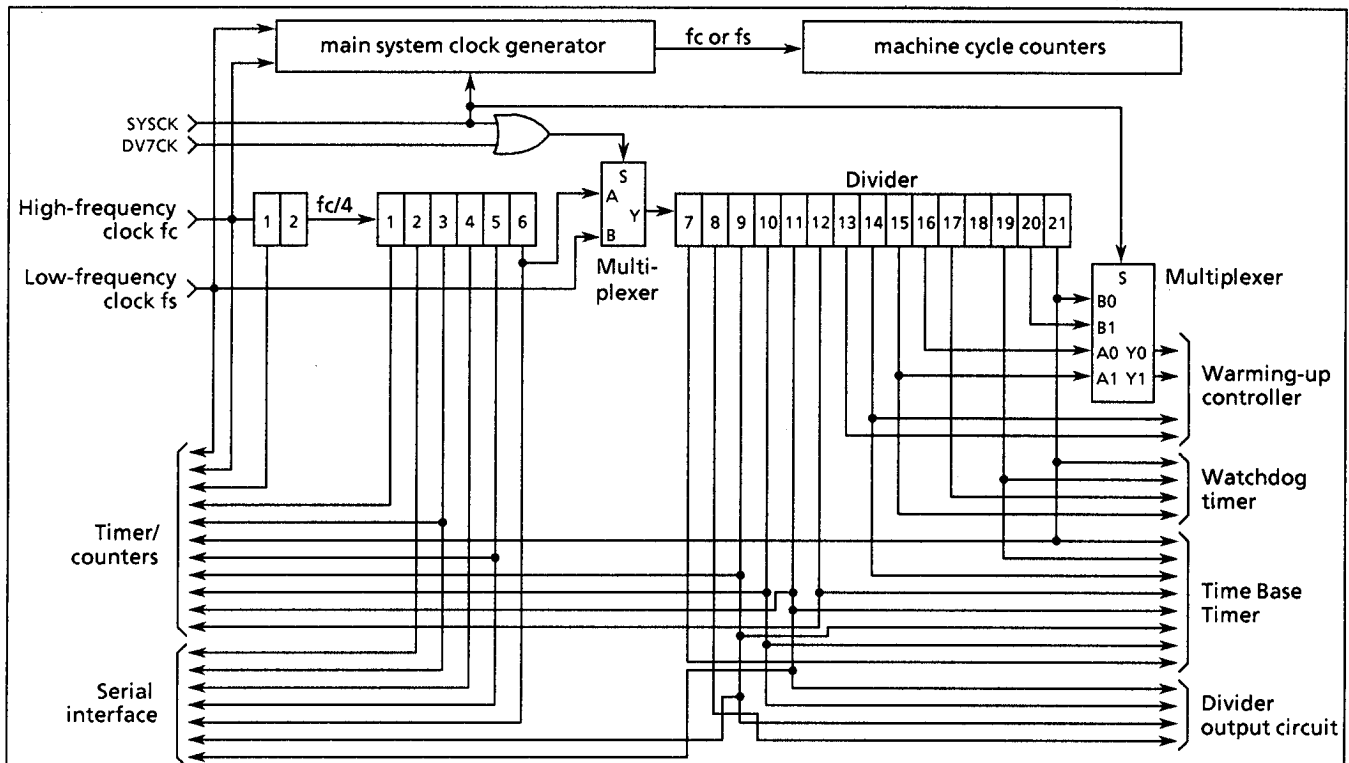 main system clock generator
fc or fs
machine cycle counters
SYSCK
DV7CK
S
A
Y
B
Multi-
plexer
High-frequency
clock fc
1 2
fc/4
1 2 3 4 5 6
Divider
7 8 9 10 11 12 13 14 15 16 17 18 19 20 21
Low-frequency
clock fs
S
B0
B1
A0 Y0
A1 Y1
Multiplexer
Warming-up
controller
Watchdog
timer
Timer/
counters
Time Base
Timer
Serial
interface
Divider
output circuit